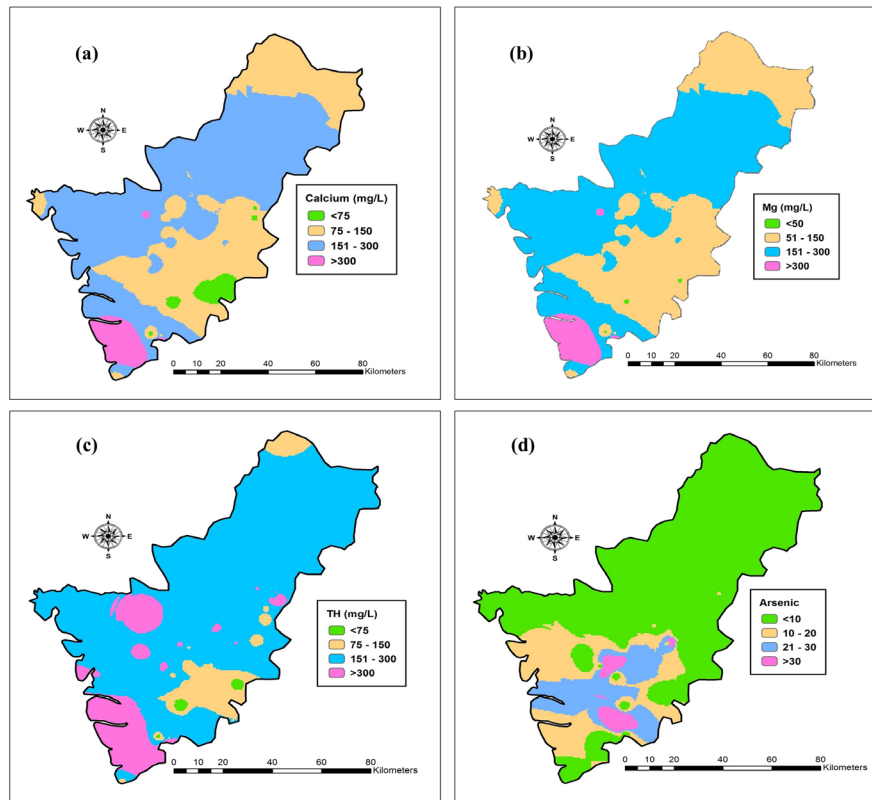 (a)
N
W E
S
Calcium (mg/L)
<75
75 - 150
151 - 300
>300
0 10 20 40 60 80
Kilometers
(b)
N
W E
S
Mg (mg/L)
<50
51 - 150
151 - 300
>300
0 10 20 40 60 80
Kilometers
(c)
N
W E
S
TH (mg/L)
<75
75 - 150
151 - 300
>300
0 10 20 40 60 80
Kilometers
(d)
N
W E
S
Arsenic
<10
10 - 20
21 - 30
>30
0 10 20 40 60 80
Kilometers